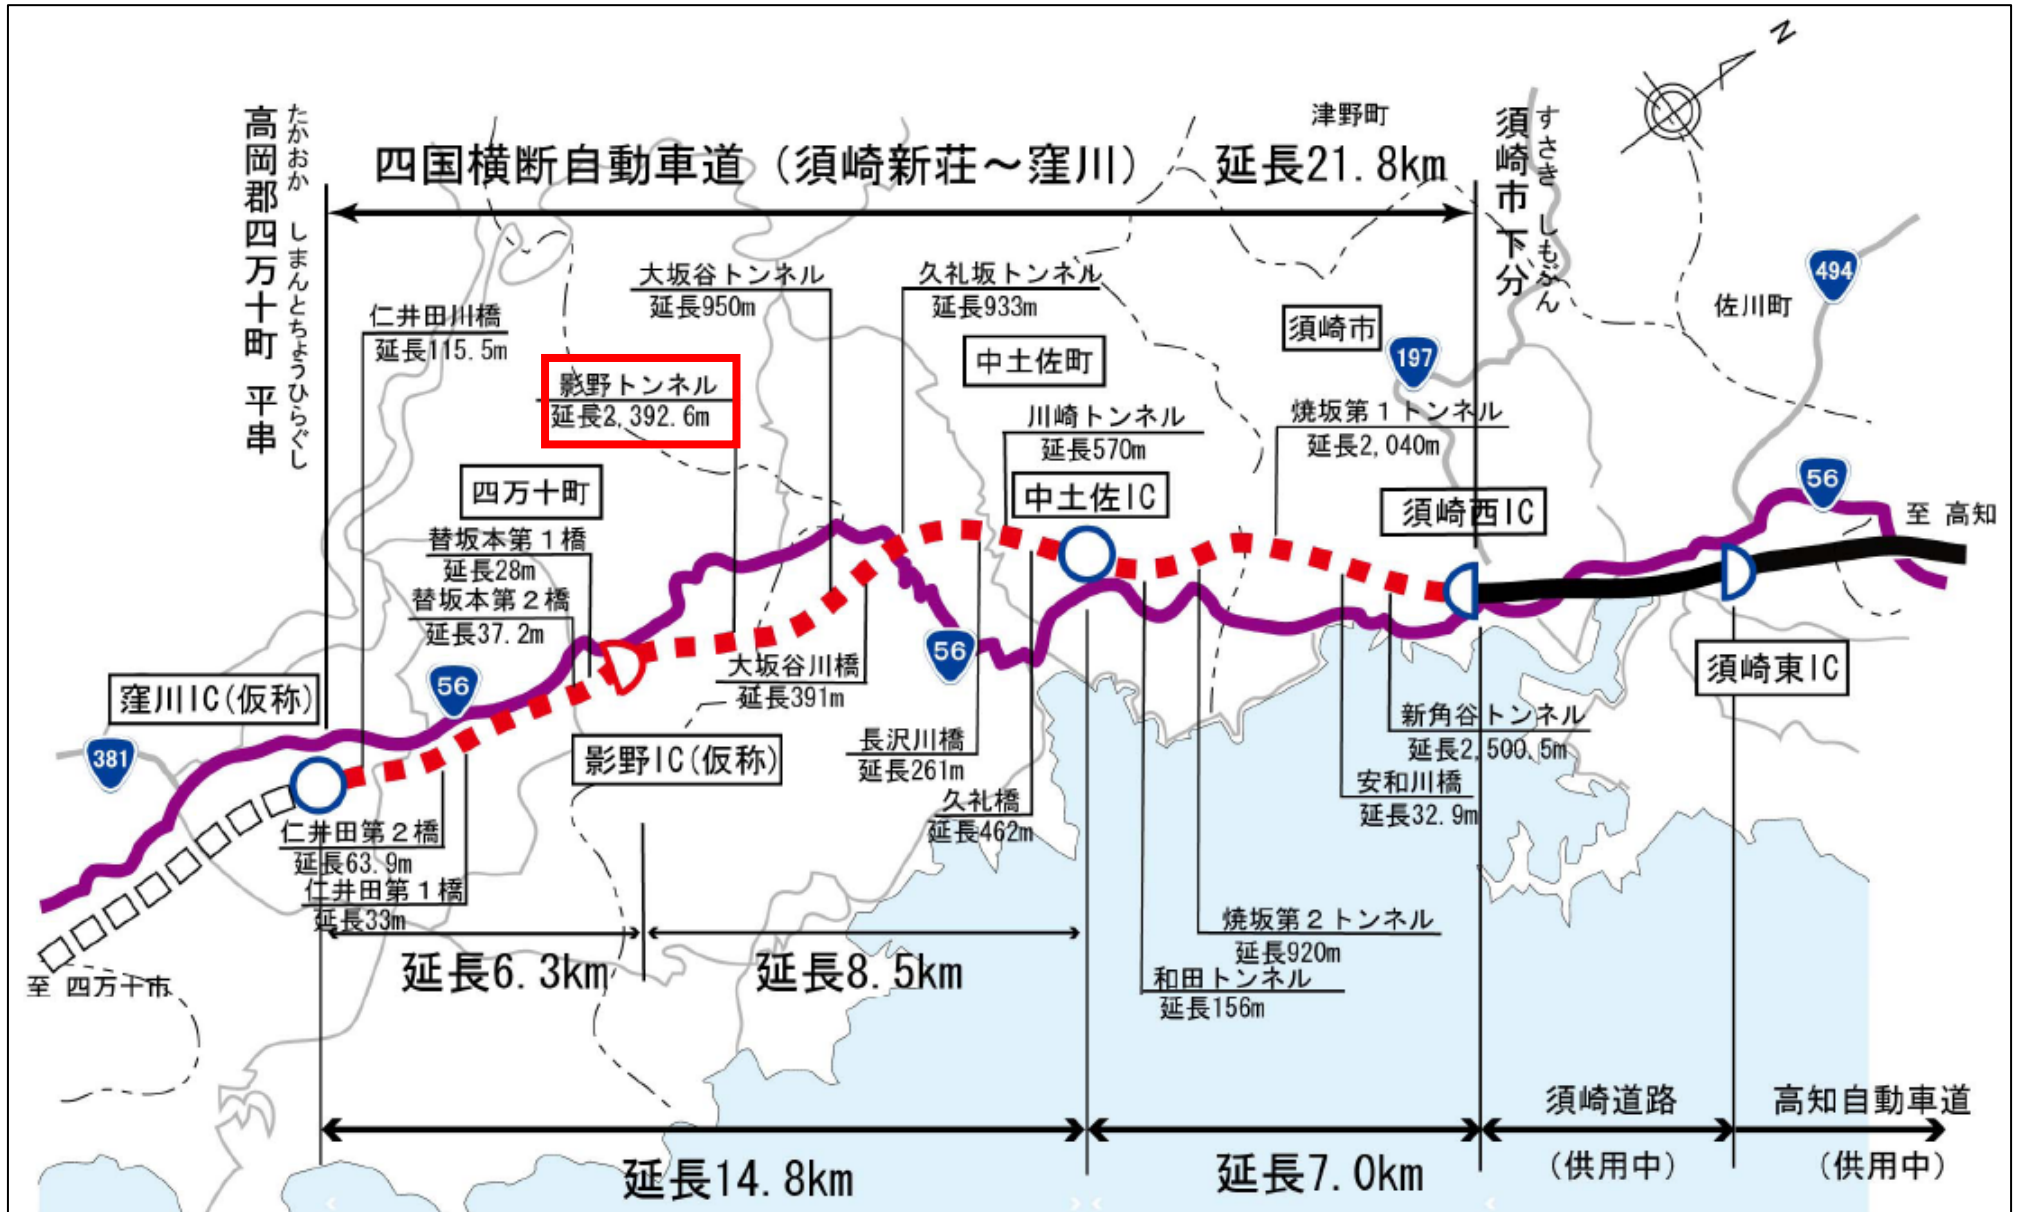 N
津野町
四国横断自動車道（須崎新荘～窪川）　延長21.8km
高岡郡四万十町 平串
たかおか しまんとちょうひらぐし
須崎市 下分
すさき しもぶん
494
佐川町
仁井田川橋
延長115.5m
大坂谷トンネル
延長950m
久礼坂トンネル
延長933m
須崎市
197
影野トンネル
延長2,392.6m
中土佐町
川崎トンネル
延長570m
焼坂第１トンネル
延長2,040m
四万十町
中土佐IC
須崎西IC
56
至 高知
替坂本第１橋
延長28m
替坂本第２橋
延長37.2m
窪川IC(仮称)
56
大坂谷川橋
延長391m
56
須崎東IC
381
影野IC(仮称)
長沢川橋
延長261m
新角谷トンネル
延長2,500.5m
安和川橋
延長32.9m
久礼橋
延長462m
仁井田第２橋
延長63.9m
仁井田第１橋
延長33m
焼坂第２トンネル
延長920m
和田トンネル
延長156m
至 四万十市
延長6.3km
延長8.5km
須崎道路
(供用中)
高知自動車道
(供用中)
延長14.8km
延長7.0km